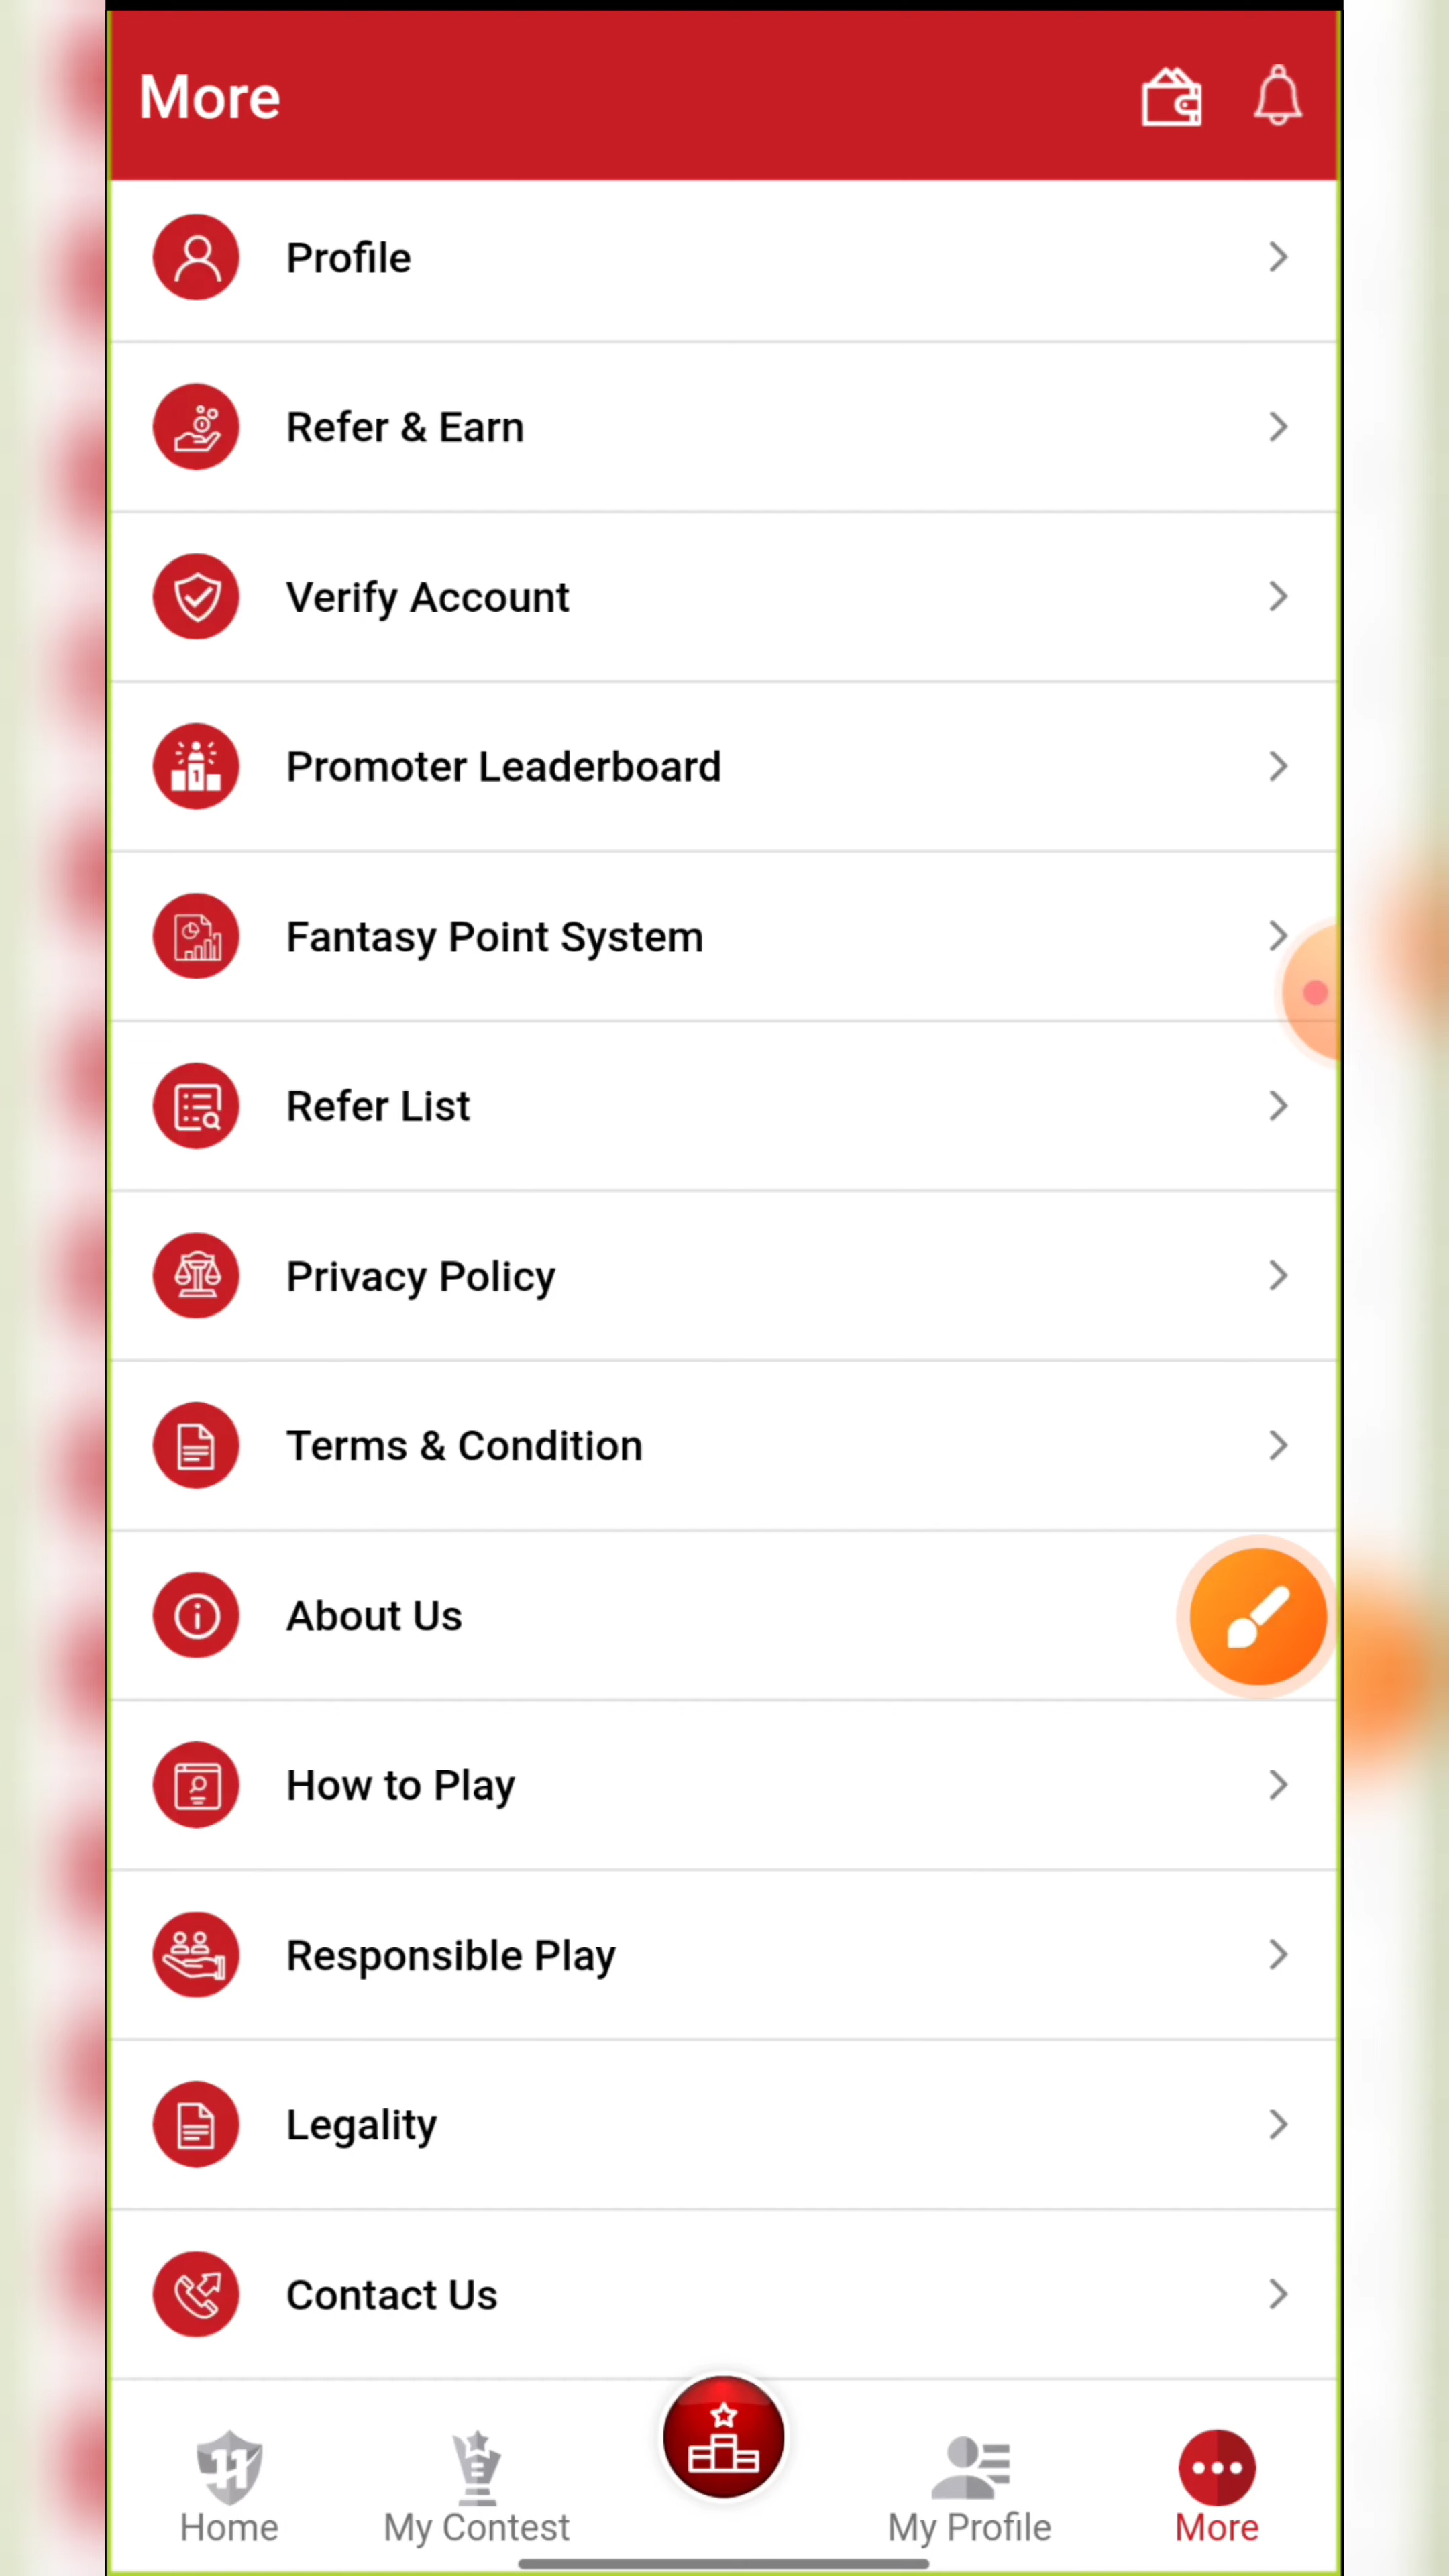 More
Profile
Refer & Earn
Verify Account
Promoter Leaderboard
Fantasy Point System
Refer List
Privacy Policy
Terms & Condition
About Us
How to Play
Responsible Play
Legality
Contact Us
Home
My Contest
My Profile
More